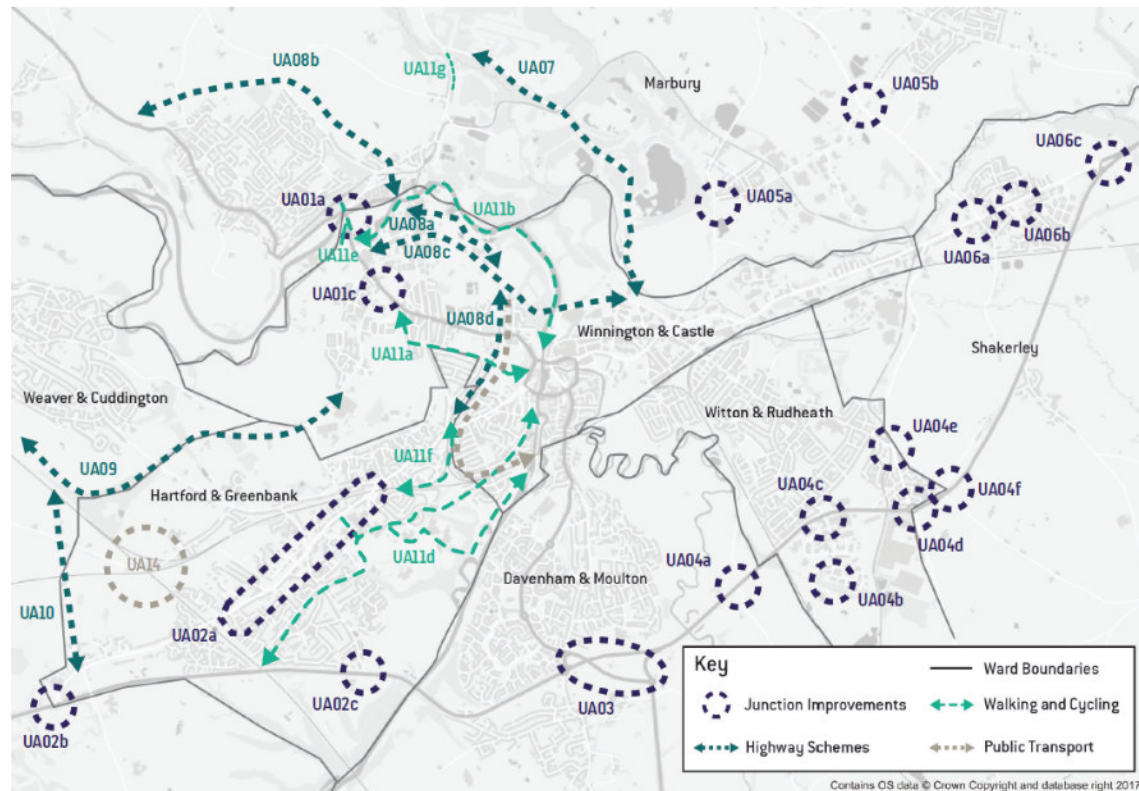 UA08b
UA11g
UA07
Marbury
UA05b
UA06c
UA01a
UA08a
UA11b
UA05a
UA11e
UA08c
UA06b
UA06a
UA01c
UA08d
Winnington & Castle
UA11a
Shakerley
Weaver & Cuddington
Witton & Rudheath
UA04e
UA09
UA11f
Hartford & Greenbank
UA04c
UA04f
UA04d
UA14
UA11d
UA04a
Davenham & Moulton
UA04b
UA10
UA02a
UA02c
UA03
UA02b
Key
Ward Boundaries
Junction Improvements
Walking and Cycling
Highway Schemes
Public Transport
Contains OS data © Crown Copyright and database right 2017